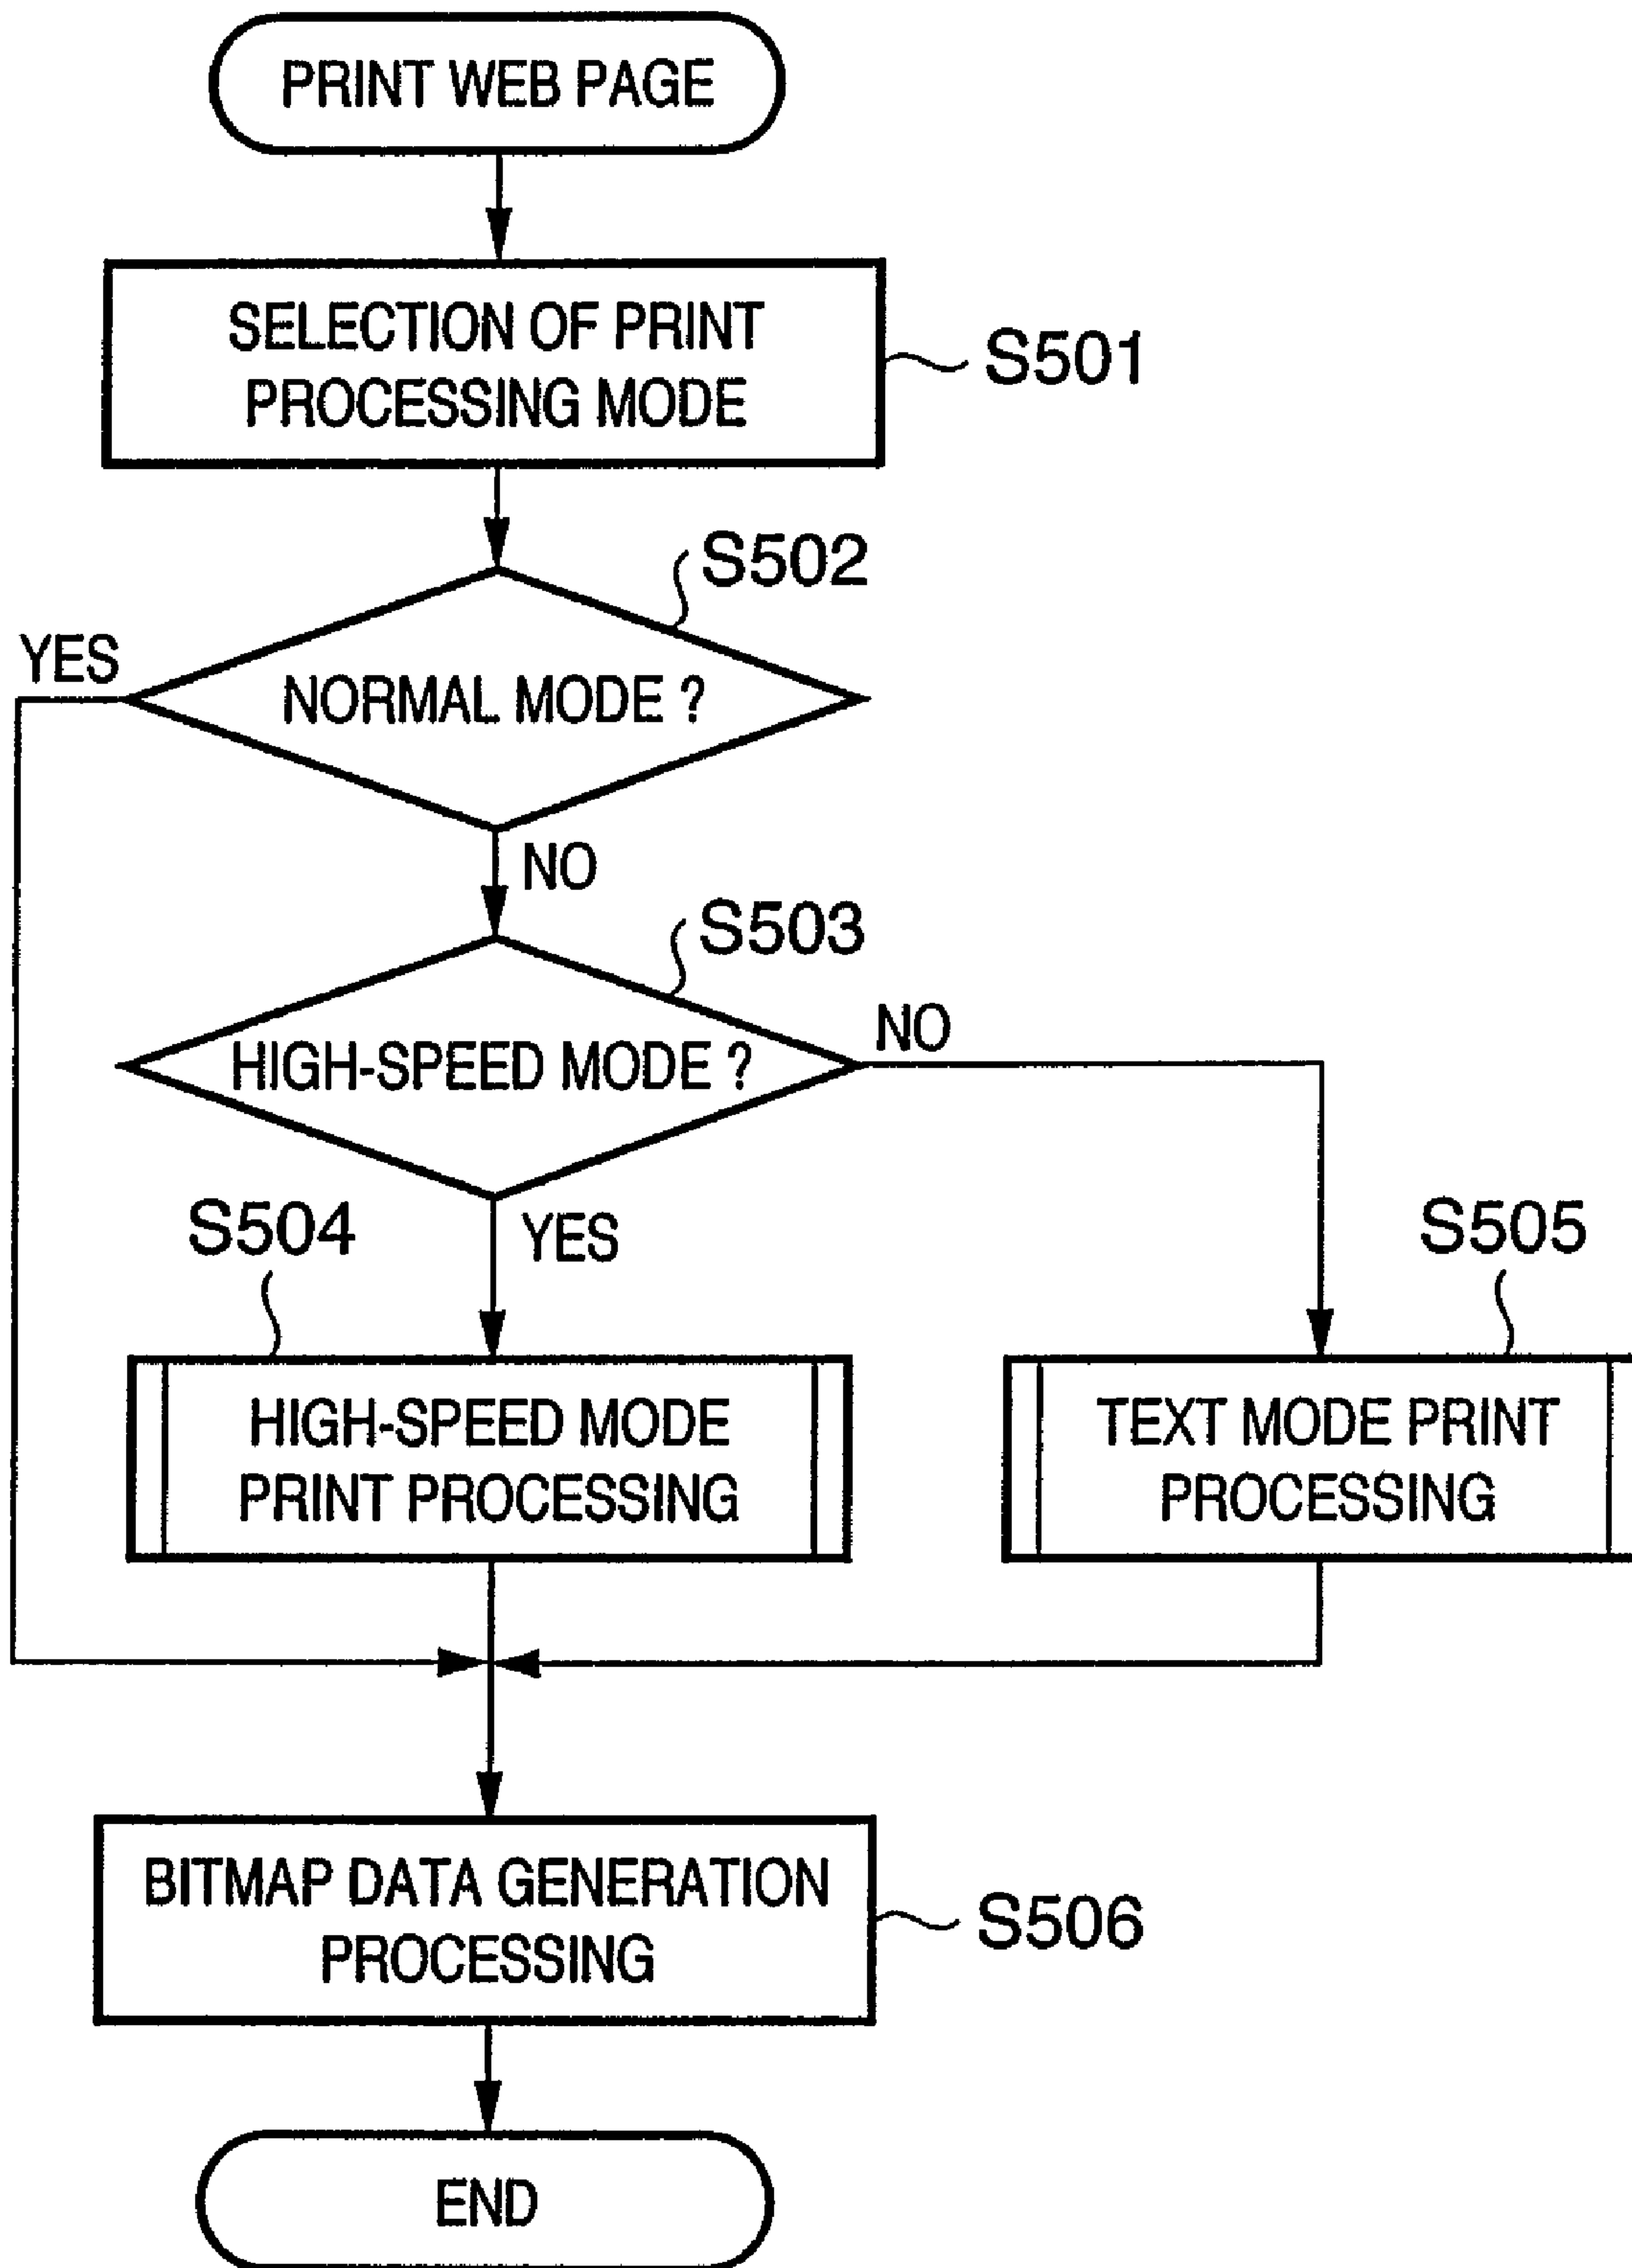 PRINT WEB PAGE
SELECTION OF PRINT
PROCESSING MODE
S501
S502
YES
NORMAL MODE ?
NO
S503
NO
HIGH-SPEED MODE ?
S504
YES
S505
HIGH-SPEED MODE
PRINT PROCESSING
TEXT MODE PRINT
PROCESSING
BITMAP DATA GENERATION
PROCESSING
S506
END